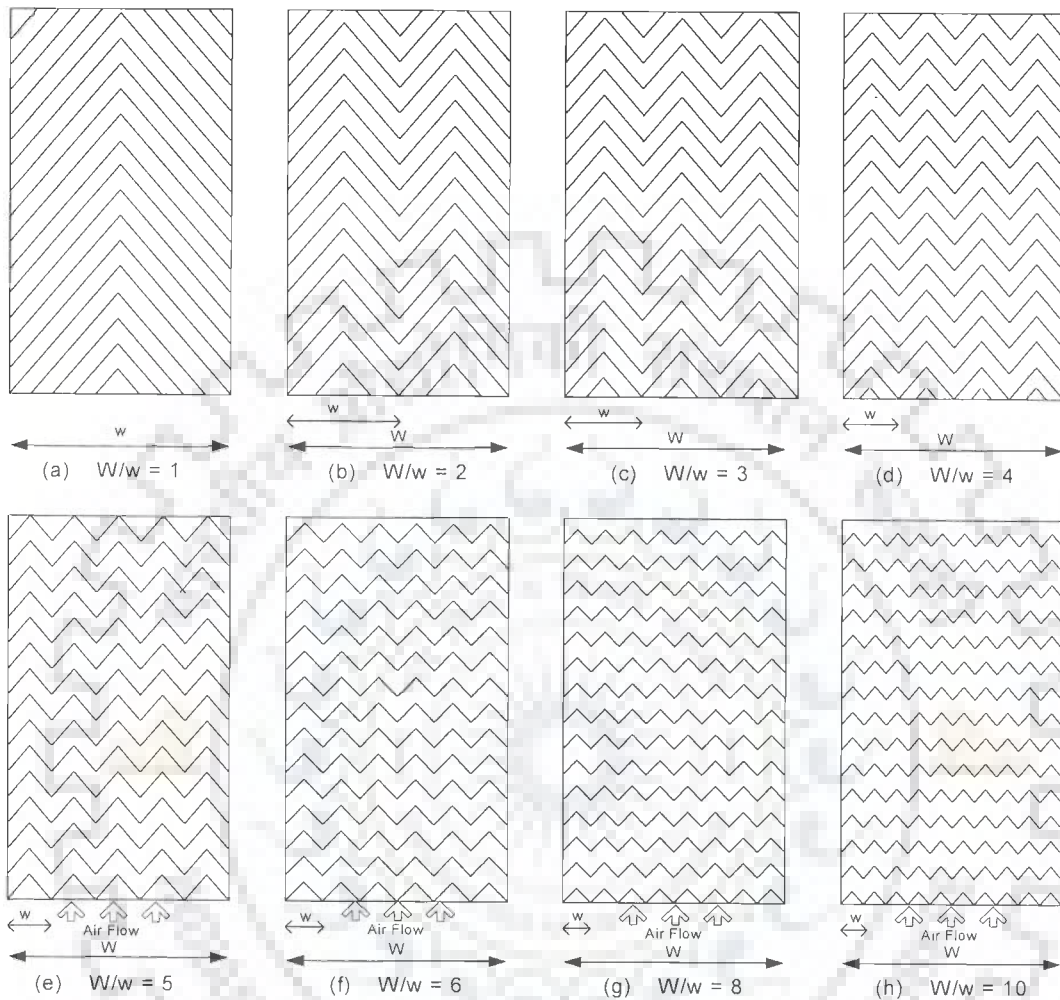 w
(a) W/w = 1
w
W
(b) W/w = 2
w
W
(c) W/w = 3
w
W
(d) W/w = 4
w
Air Flow
W
(e) W/w = 5
w
Air Flow
W
(f) W/w = 6
w
Air Flow
W
(g) W/w = 8
w
Air Flow
W
(h) W/w = 10